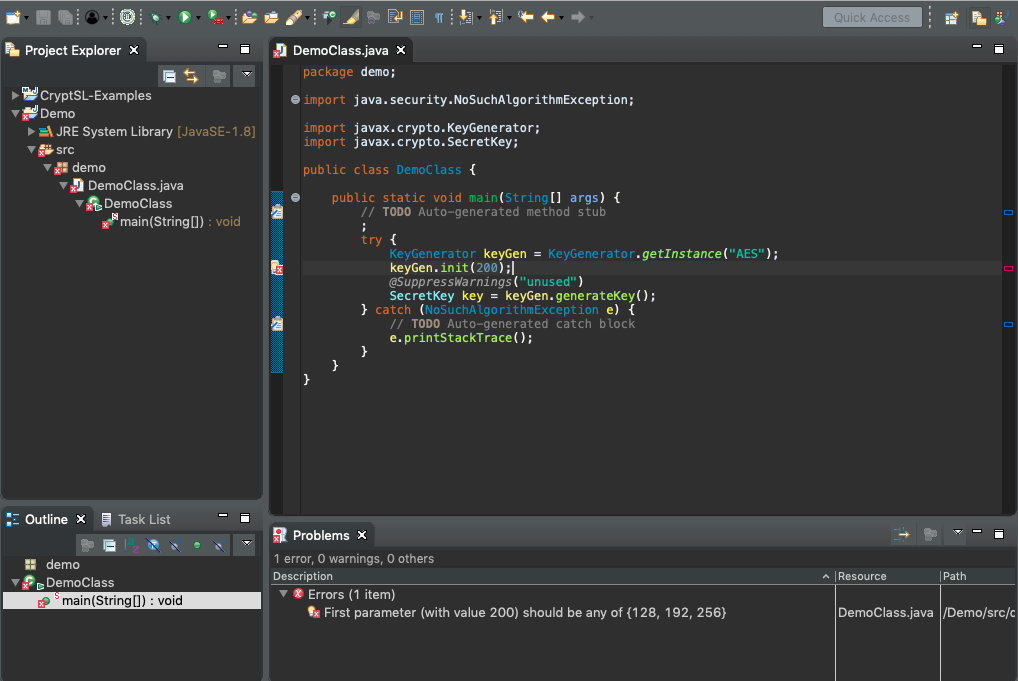 Quick Access
Project Explorer
CryptSL-Examples
Demo
JRE System Library [JavaSE-1.8]
src
demo
DemoClass.java
DemoClass
main(String[]) : void
DemoClass.java
package demo;
import java.security.NoSuchAlgorithmException;
import javax.crypto.KeyGenerator;
import javax.crypto.SecretKey;
public class DemoClass {
public static void main(String[] args) {
// TODO Auto-generated method stub
;
try {
KeyGenerator keyGen = KeyGenerator.getInstance("AES");
keyGen.init(200);
@SuppressWarnings("unused")
SecretKey key = keyGen.generateKey();
} catch (NoSuchAlgorithmException e) {
// TODO Auto-generated catch block
e.printStackTrace();
}
}
}
Outline
Task List
demo
DemoClass
main(String[]) : void
Problems
1 error, 0 warnings, 0 others
Description Resource Path
Errors (1 item)
First parameter (with value 200) should be any of {128, 192, 256} DemoClass.java /Demo/src/